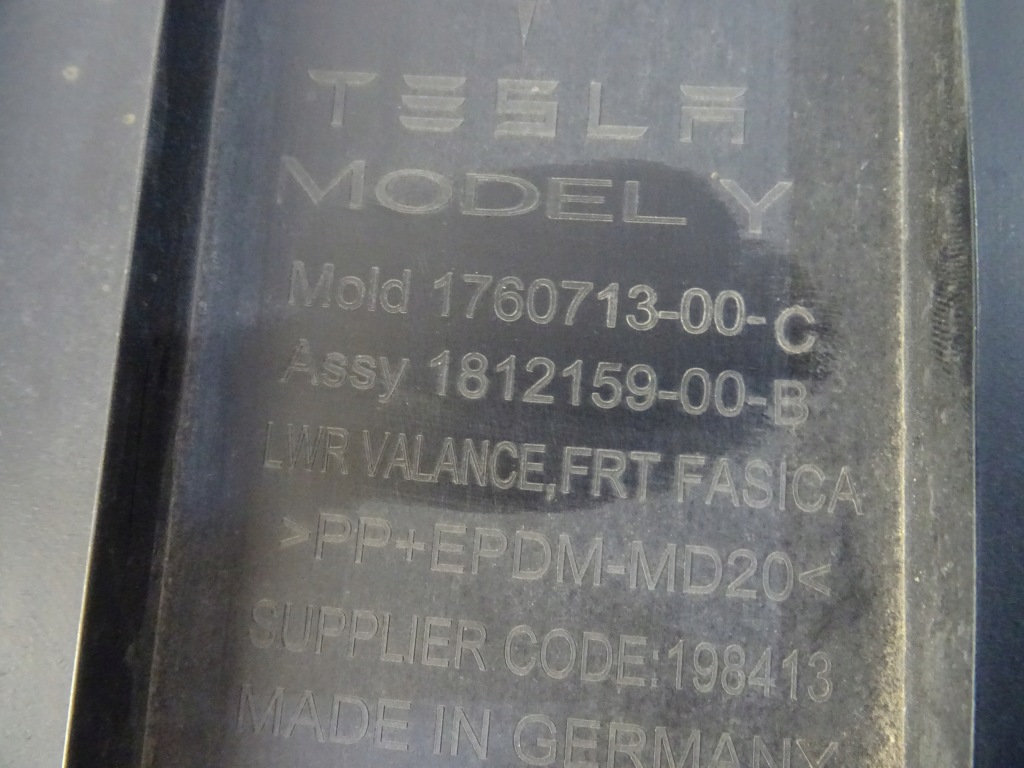 TESLA
MODEL Y
Mold 1760713-00-C
Assy 1812159-00-B
LWR VALANCE,FRT FASICA
>PP+EPDM-MD20<
SUPPLIER CODE:198413
MADE IN GERMANY